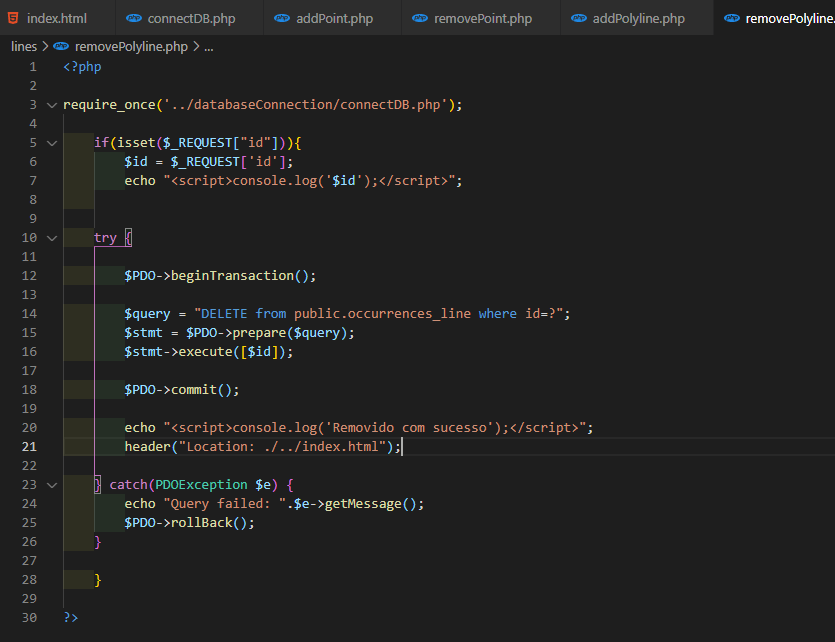 index.html connectDB.php addPoint.php removePoint.php addPolyline.php removePolyline.
lines > removePolyline.php > ...
1 <?php
2
3 require_once('../databaseConnection/connectDB.php');
4
5 if(isset($_REQUEST["id"])){
6 $id = $_REQUEST['id'];
7 echo "<script>console.log('$id');</script>";
8
9
10 try {
11
12 $PDO->beginTransaction();
13
14 $query = "DELETE from public.occurrences_line where id=?";
15 $stmt = $PDO->prepare($query);
16 $stmt->execute([$id]);
17
18 $PDO->commit();
19
20 echo "<script>console.log('Removido com sucesso');</script>";
21 header("Location: ./../index.html");
22
23 } catch(PDOException $e) {
24 echo "Query failed: ".$e->getMessage();
25 $PDO->rollBack();
26 }
27
28 }
29
30 ?>